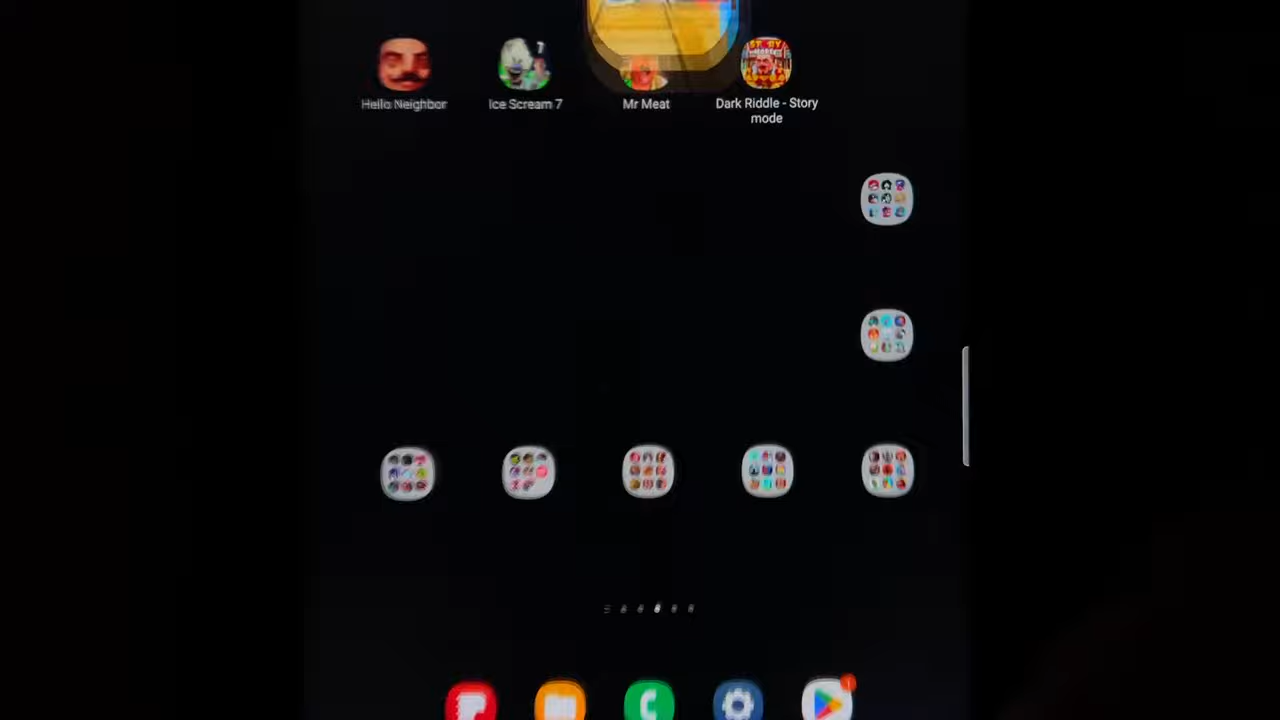 Hello Neighbor
Ice Scream 7
Mr Meat
Dark Riddle - Story
mode